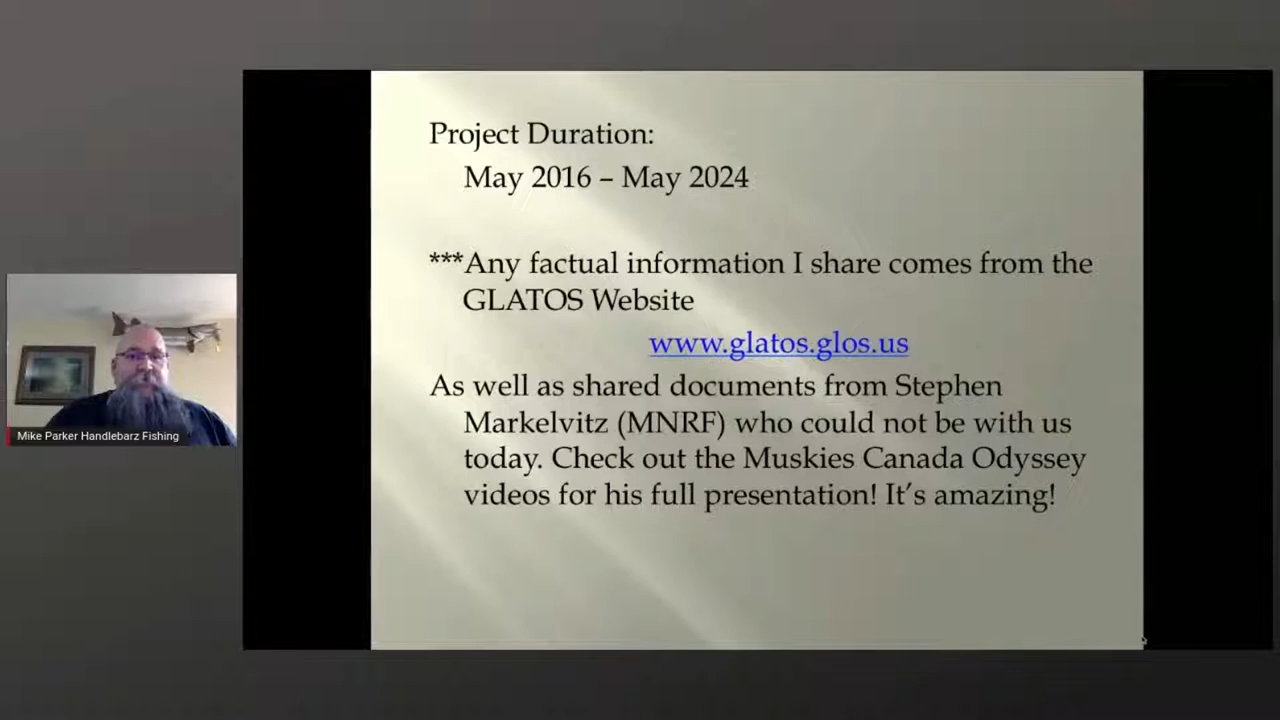 Project Duration:
May 2016 – May 2024
***Any factual information I share comes from the
GLATOS Website
www.glatos.glos.us
As well as shared documents from Stephen
Markelvitz (MNRF) who could not be with us
today. Check out the Muskies Canada Odyssey
videos for his full presentation! It’s amazing!
Mike Parker Handlebarz Fishing